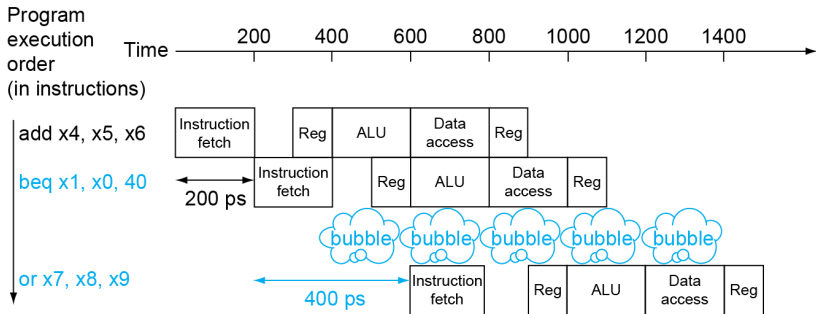 Program
execution
order
(in instructions)
Time
200 400 600 800 1000 1200 1400
add x4, x5, x6
Instruction
fetch
Reg
ALU
Data
access
Reg
beq x1, x0, 40
200 ps
Instruction
fetch
Reg
ALU
Data
access
Reg
bubble bubble bubble bubble bubble
or x7, x8, x9
400 ps
Instruction
fetch
Reg
ALU
Data
access
Reg